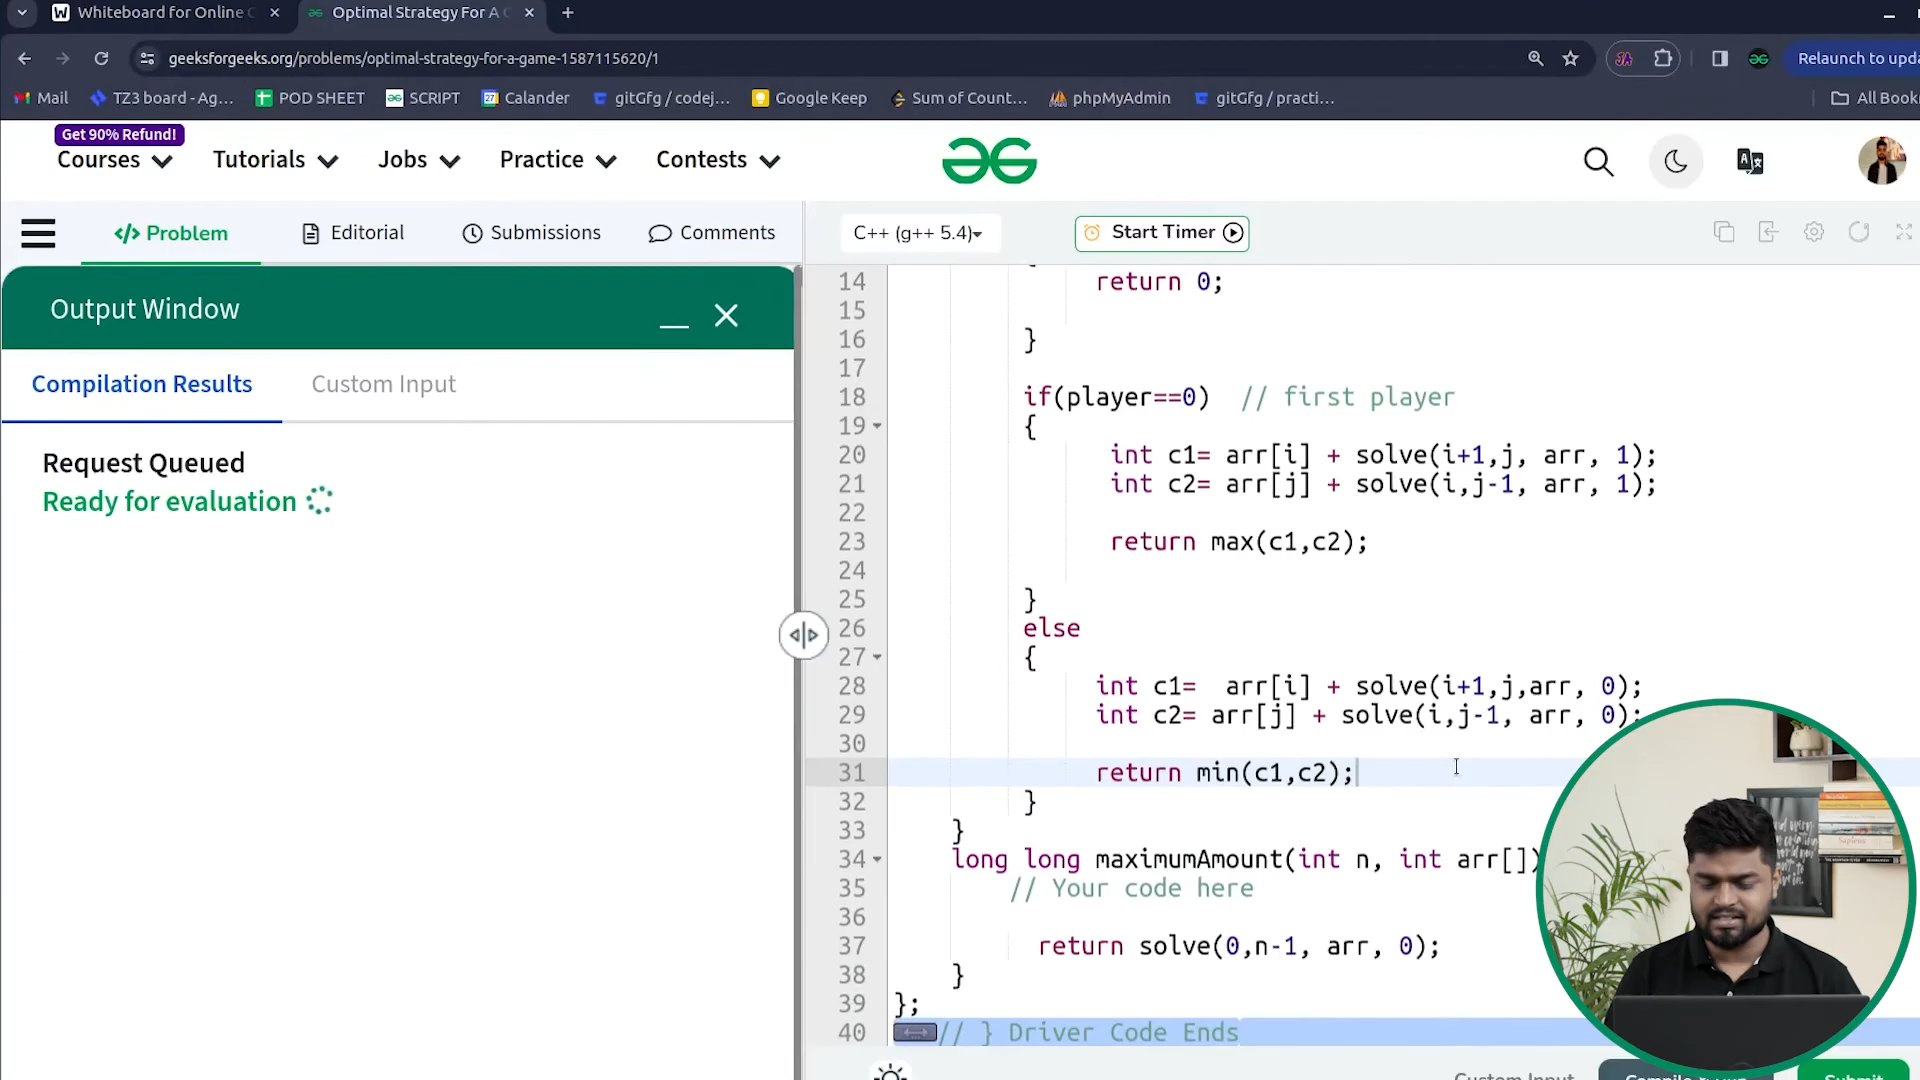 Whiteboard for Online C
Optimal Strategy For A G
geeksforgeeks.org/problems/optimal-strategy-for-a-game-1587115620/1
Relaunch to upda
Mail
TZ3 board - Ag...
POD SHEET
SCRIPT
Calander
gitGfg / codej...
Google Keep
Sum of Count...
phpMyAdmin
gitGfg / practi...
All Book
Get 90% Refund!
Courses
Tutorials
Jobs
Practice
Contests
Problem
Editorial
Submissions
Comments
C++ (g++ 5.4)
Start Timer
Output Window
Compilation Results
Custom Input
Request Queued
Ready for evaluation
14 return 0;
15
16 }
17
18 if(player==0) // first player
19 {
20 int c1= arr[i] + solve(i+1,j, arr, 1);
21 int c2= arr[j] + solve(i,j-1, arr, 1);
22
23 return max(c1,c2);
24
25 }
26 else
27 {
28 int c1= arr[i] + solve(i+1,j,arr, 0);
29 int c2= arr[j] + solve(i,j-1, arr, 0);
30
31 return min(c1,c2);
32 }
33 }
34 long long maximumAmount(int n, int arr[])
35 // Your code here
36
37 return solve(0,n-1, arr, 0);
38 }
39 };
40 // } Driver Code Ends
Custom Input
Submit